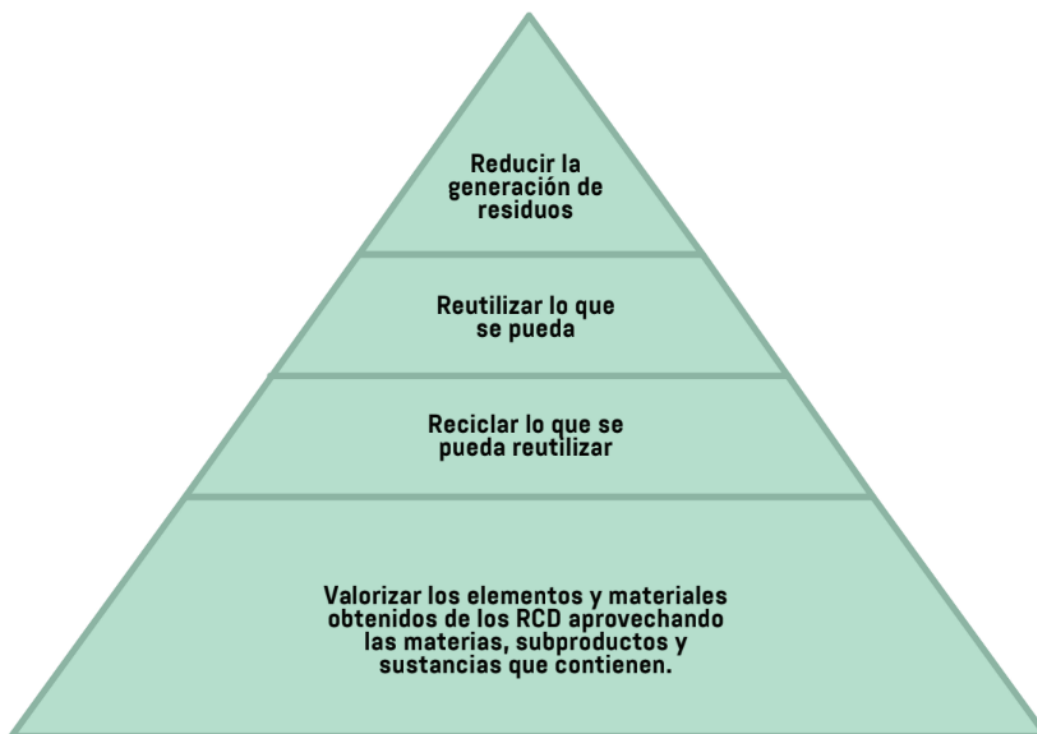 Reducir la
generación de
residuos
Reutilizar lo que
se pueda
Reciclar lo que se
pueda reutilizar
Valorizar los elementos y materiales
obtenidos de los RCD aprovechando
las materias, subproductos y
sustancias que contienen.